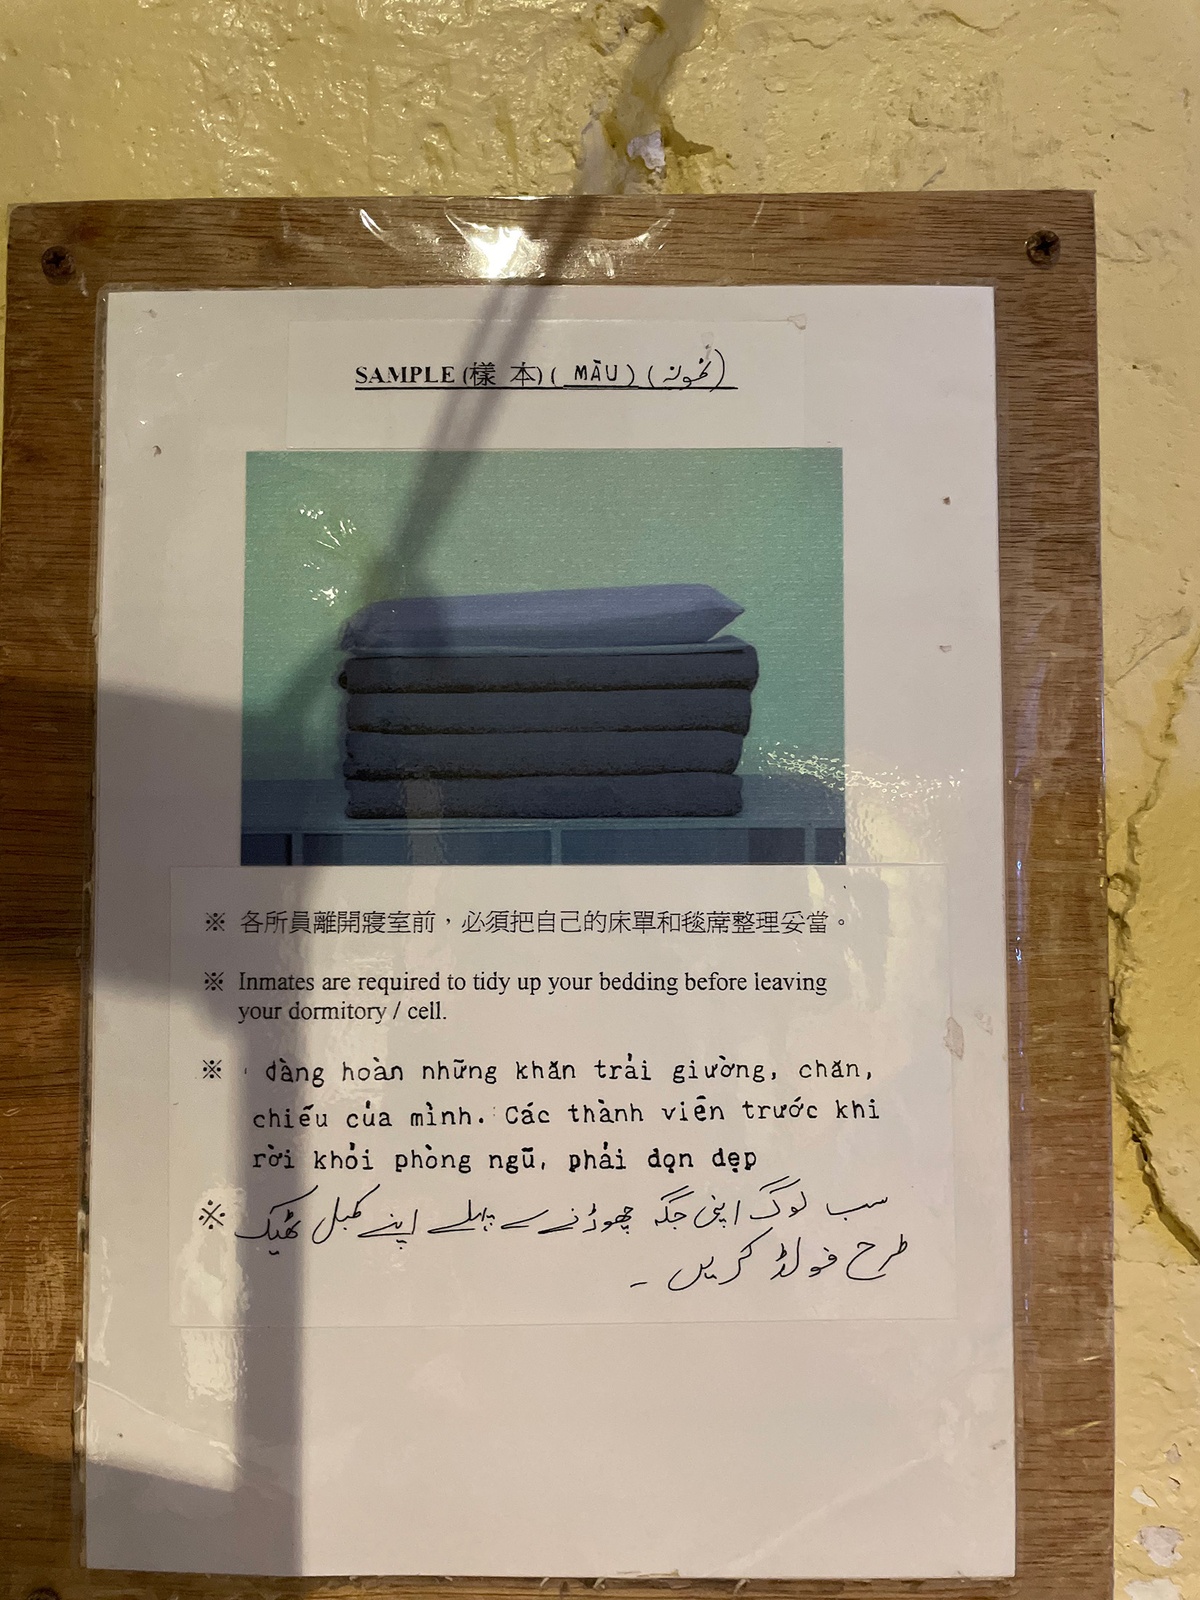 SAMPLE (樣 本) ( MẪU ) ( نمونہ )
※ 各所員離開寢室前，必須把自己的床單和毯蓆整理妥當。
※ Inmates are required to tidy up your bedding before leaving
your dormitory / cell.
※ dàng hoàn những khăn trải giường, chăn,
chiếu của mình. Các thành viên trước khi
rời khỏi phòng ngũ, phải dọn dẹp
※ سب لوگ اپنی جگہ چھوڑنے سے پہلے اپنے کمبل ٹھیک
طرح فولڈ کریں ۔